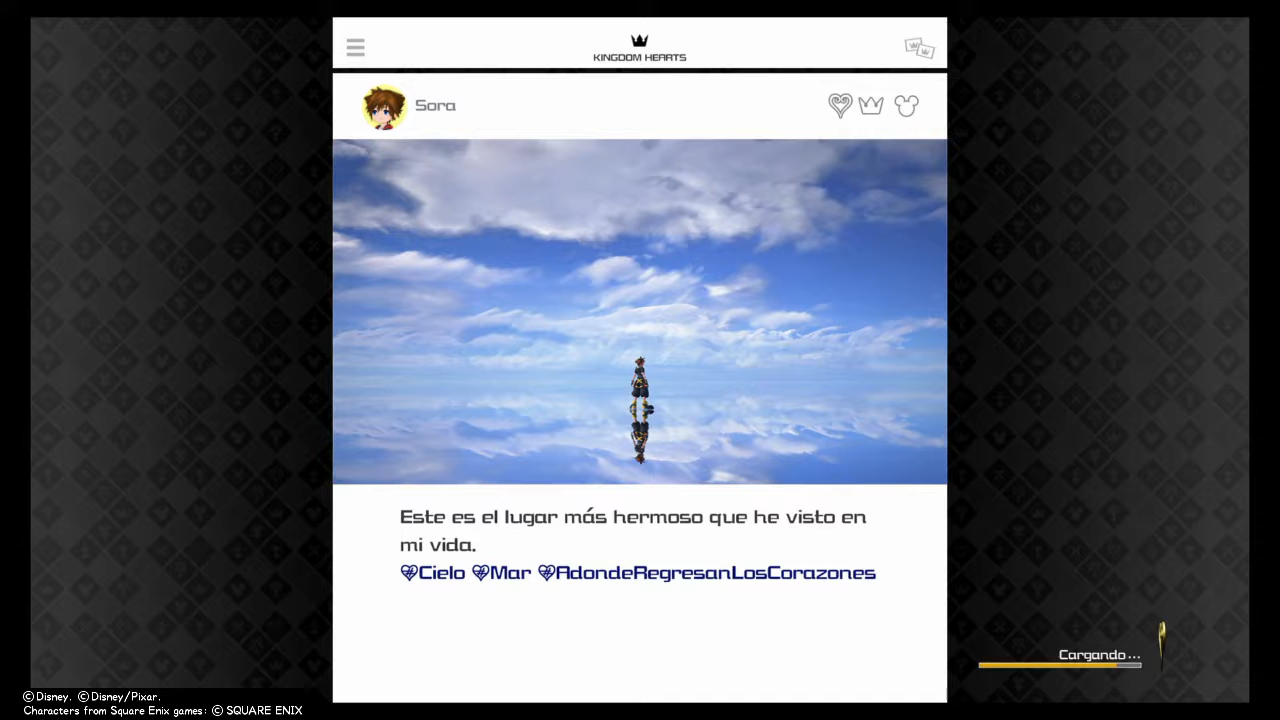 KINGDOM HEARTS
Sora
Este es el lugar más hermoso que he visto en
mi vida.
#Cielo #Mar #AdondeRegresanLosCorazones
Cargando...
©Disney. ©Disney/Pixar.
Characters from Square Enix games: © SQUARE ENIX